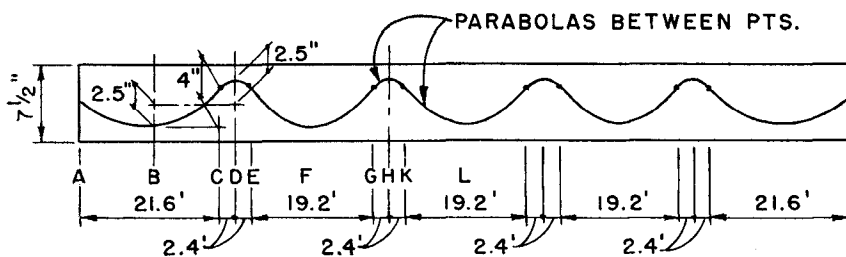 PARABOLAS BETWEEN PTS.
2.5"
4"
2.5"
7½"
A B C D E F G H K L
21.6' 19.2' 19.2' 19.2' 21.6'
2.4' 2.4' 2.4' 2.4'